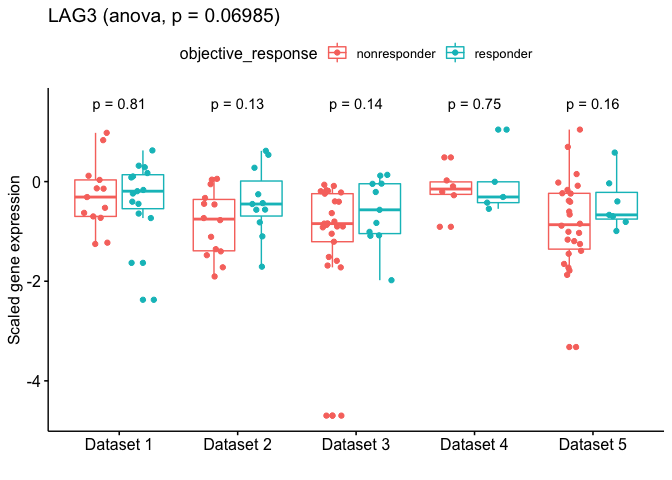 LAG3 (anova, p = 0.06985)
objective_response nonresponder responder
p = 0.81 p = 0.13 p = 0.14 p = 0.75 p = 0.16
Scaled gene expression
0
-2
-4
Dataset 1 Dataset 2 Dataset 3 Dataset 4 Dataset 5